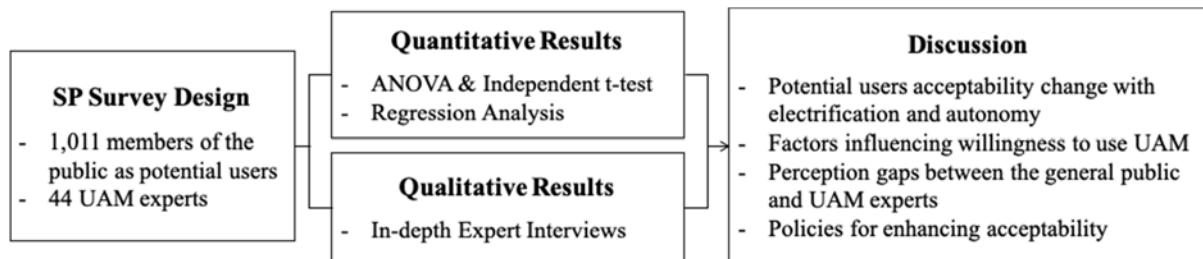 SP Survey Design
- 1,011 members of the
public as potential users
- 44 UAM experts
Quantitative Results
- ANOVA & Independent t-test
- Regression Analysis
Qualitative Results
- In-depth Expert Interviews
Discussion
- Potential users acceptability change with
electrification and autonomy
- Factors influencing willingness to use UAM
- Perception gaps between the general public
and UAM experts
- Policies for enhancing acceptability